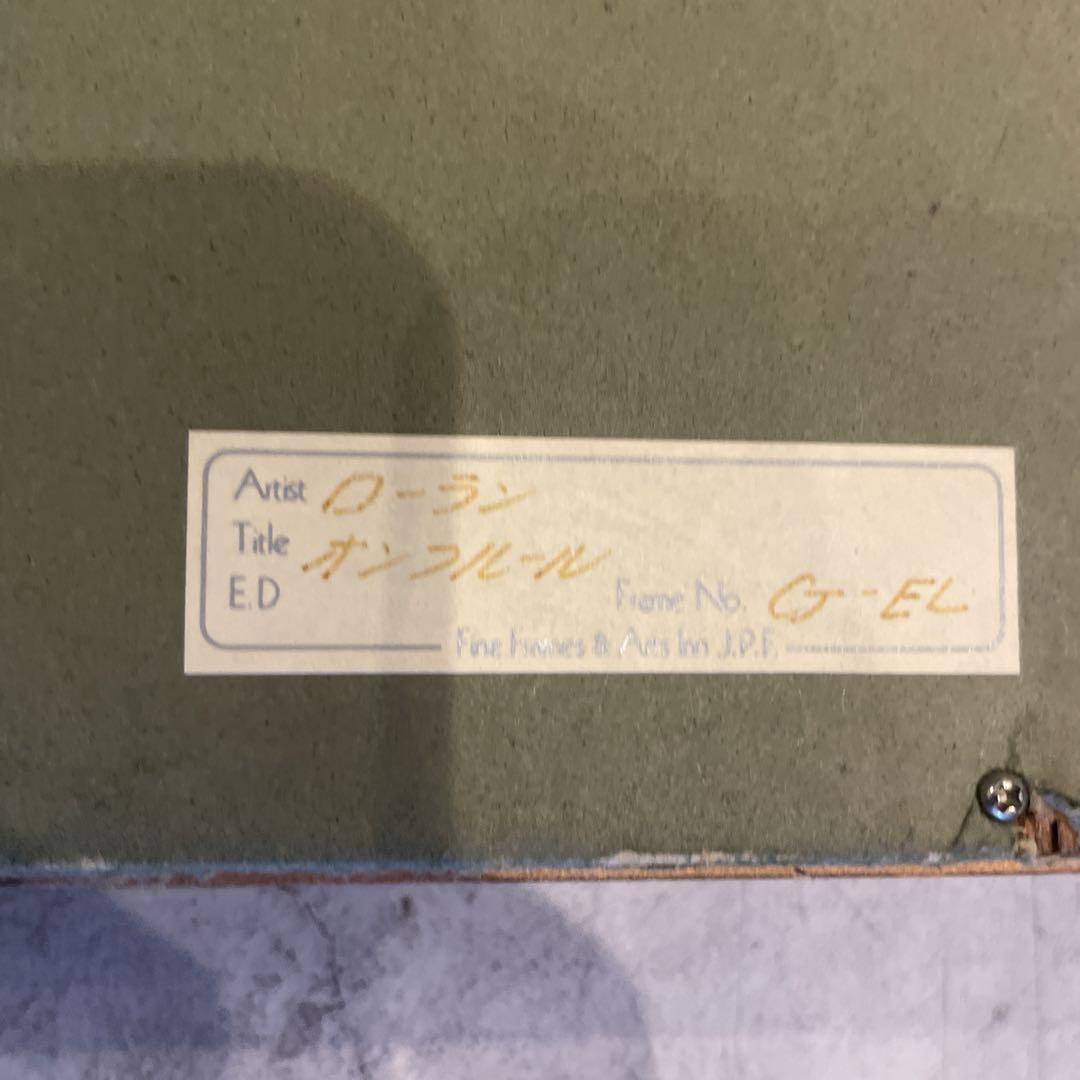 Artist ローラン
Title オンフルール
E.D
Frame No. G-EL
Fine Frames & Arts Inn J.P.F.